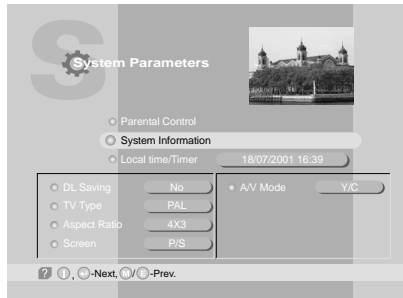 S
System Parameters
Parental Control
System Information
Local time/Timer 18/07/2001 16:39
DL Saving No
TV Type PAL
Aspect Ratio 4X3
Screen P/S
A/V Mode Y/C
? i, -Next, M/E-Prev.